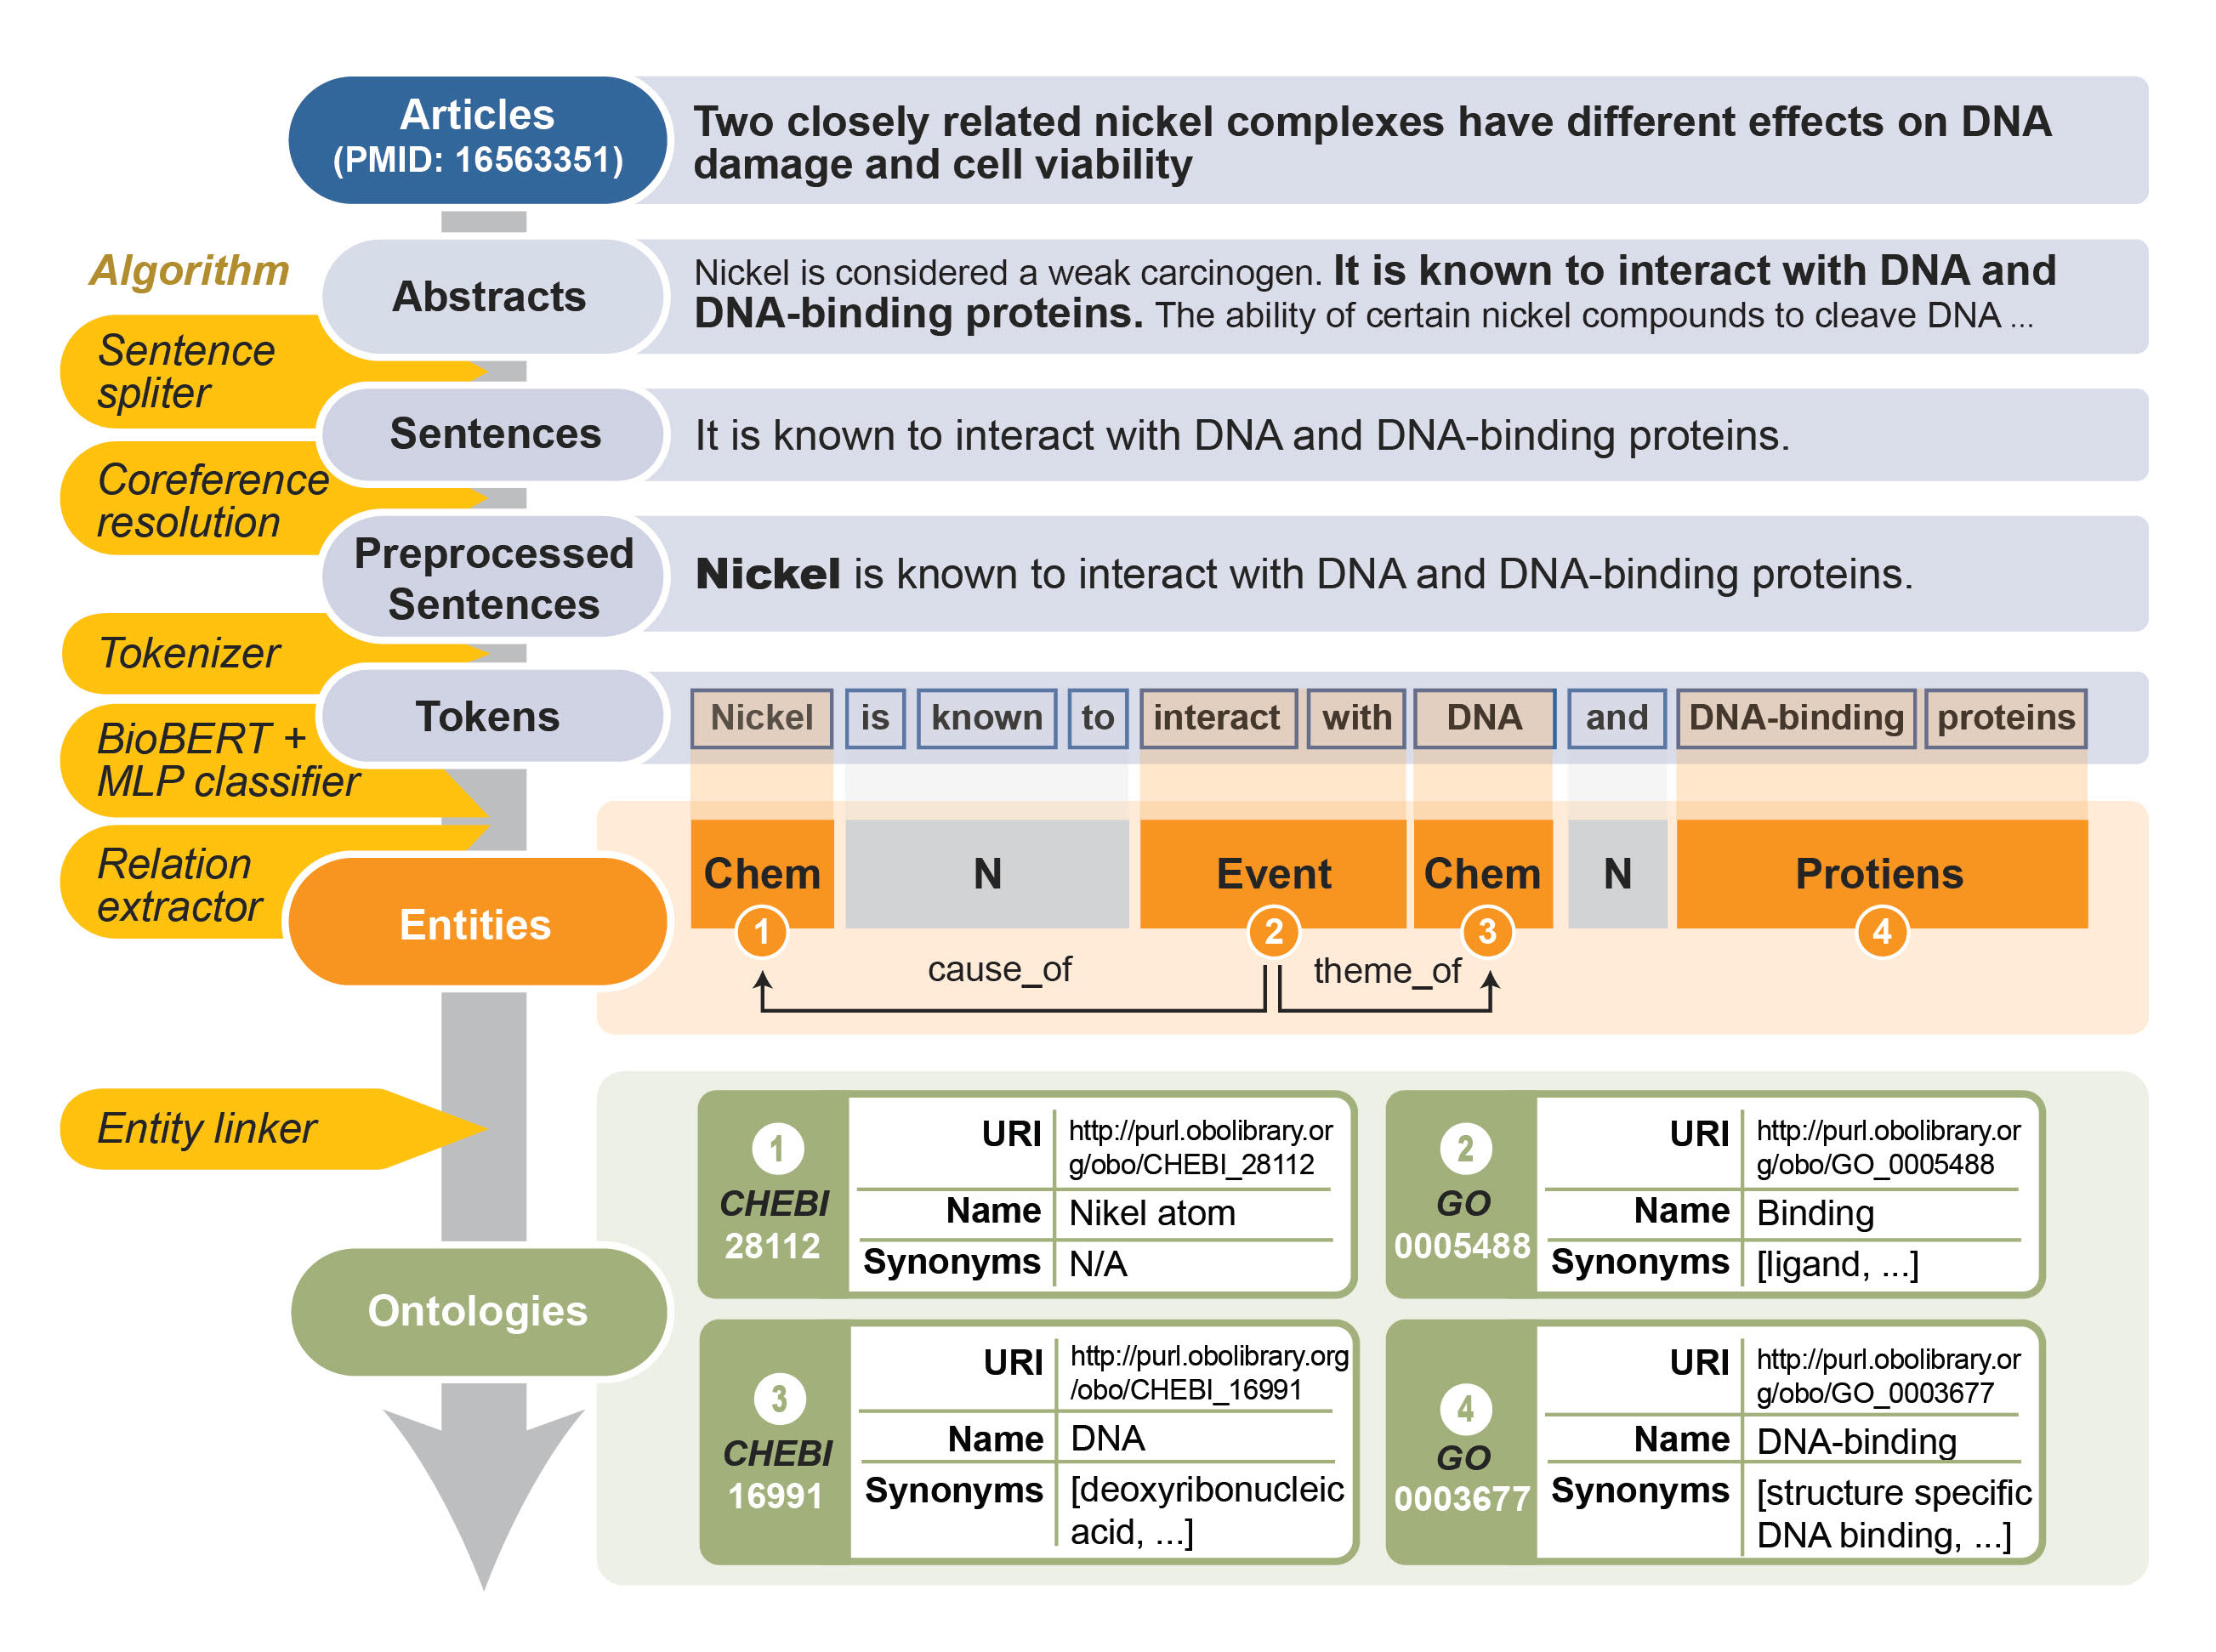 Articles
(PMID: 16563351)
Two closely related nickel complexes have different effects on DNA
damage and cell viability
Algorithm
Abstracts
Nickel is considered a weak carcinogen. It is known to interact with DNA and
DNA-binding proteins. The ability of certain nickel compounds to cleave DNA ...
Sentence
spliter
Sentences
It is known to interact with DNA and DNA-binding proteins.
Coreference
resolution
Preprocessed
Sentences
Nickel is known to interact with DNA and DNA-binding proteins.
Tokenizer
Tokens
Nickel is known to interact with DNA and DNA-binding proteins
BioBERT +
MLP classifier
Relation
extractor
Entities
Chem N Event Chem N Protiens
1 2 3 4
cause_of theme_of
Entity linker
Ontologies
1
CHEBI
28112
URI
http://purl.obolibrary.or
g/obo/CHEBI_28112
Name Nikel atom
Synonyms N/A
2
GO
0005488
URI
http://purl.obolibrary.or
g/obo/GO_0005488
Name Binding
Synonyms [ligand, ...]
3
CHEBI
16991
URI
http://purl.obolibrary.org
/obo/CHEBI_16991
Name DNA
Synonyms [deoxyribonucleic
acid, ...]
4
GO
0003677
URI
http://purl.obolibrary.or
g/obo/GO_0003677
Name DNA-binding
Synonyms [structure specific
DNA binding, ...]